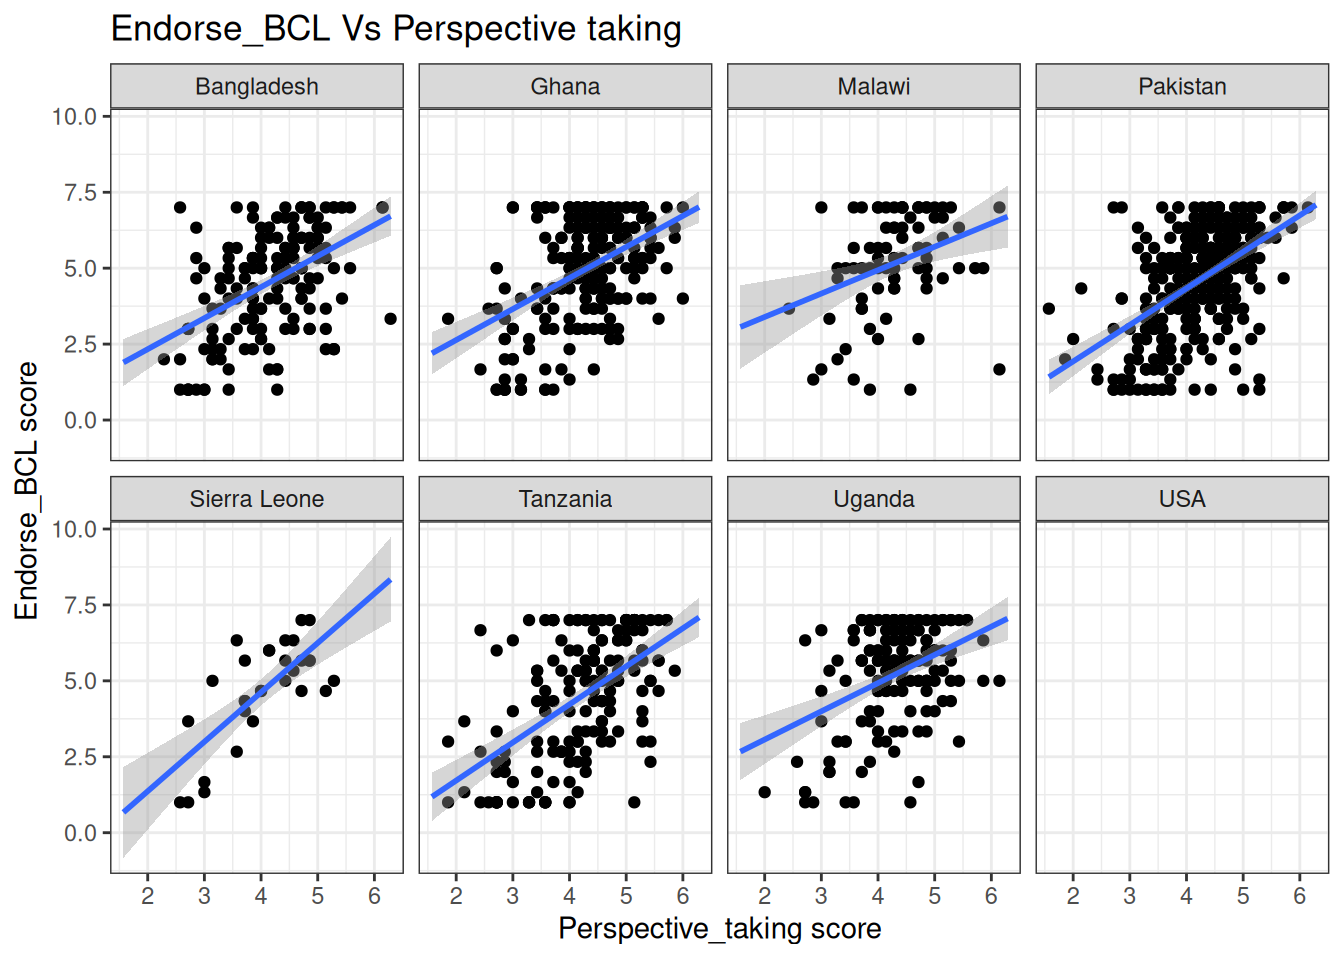 Endorse_BCL Vs Perspective taking
Bangladesh Ghana Malawi Pakistan
10.0
7.5
5.0
2.5
0.0
Endorse_BCL score
Sierra Leone Tanzania Uganda USA
10.0
7.5
5.0
2.5
0.0
2 3 4 5 6 2 3 4 5 6 2 3 4 5 6 2 3 4 5 6
Perspective_taking score